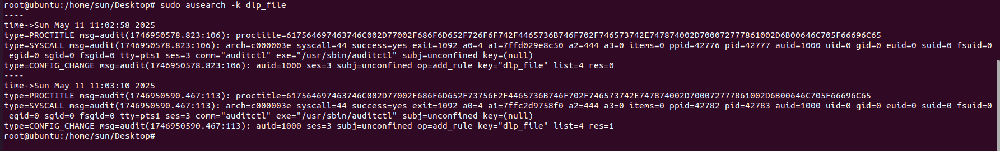 root@ubuntu:/home/sun/Desktop# sudo ausearch -k dlp_file
----
time->Sun May 11 11:02:58 2025
type=PROCTITLE msg=audit(1746950578.823:106): proctitle=617564697463746C002D77002F686F6D652F726F6F742F4465736B746F702F746573742E747874002D700072777861002D6B00646C705F66696C65
type=SYSCALL msg=audit(1746950578.823:106): arch=c000003e syscall=44 success=yes exit=1092 a0=4 a1=7ffd029e8c50 a2=444 a3=0 items=0 ppid=42776 pid=42777 auid=1000 uid=0 gid=0 euid=0 suid=0 fsuid=0
egid=0 sgid=0 fsgid=0 tty=pts1 ses=3 comm="auditctl" exe="/usr/sbin/auditctl" subj=unconfined key=(null)
type=CONFIG_CHANGE msg=audit(1746950578.823:106): auid=1000 ses=3 subj=unconfined op=add_rule key="dlp_file" list=4 res=0
----
time->Sun May 11 11:03:10 2025
type=PROCTITLE msg=audit(1746950590.467:113): proctitle=617564697463746C002D77002F686F6D652F73756E2F4465736B746F702F746573742E747874002D700072777861002D6B00646C705F66696C65
type=SYSCALL msg=audit(1746950590.467:113): arch=c000003e syscall=44 success=yes exit=1092 a0=4 a1=7ffc2d9758f0 a2=444 a3=0 items=0 ppid=42782 pid=42783 auid=1000 uid=0 gid=0 euid=0 suid=0 fsuid=0
egid=0 sgid=0 fsgid=0 tty=pts1 ses=3 comm="auditctl" exe="/usr/sbin/auditctl" subj=unconfined key=(null)
type=CONFIG_CHANGE msg=audit(1746950590.467:113): auid=1000 ses=3 subj=unconfined op=add_rule key="dlp_file" list=4 res=1
root@ubuntu:/home/sun/Desktop#